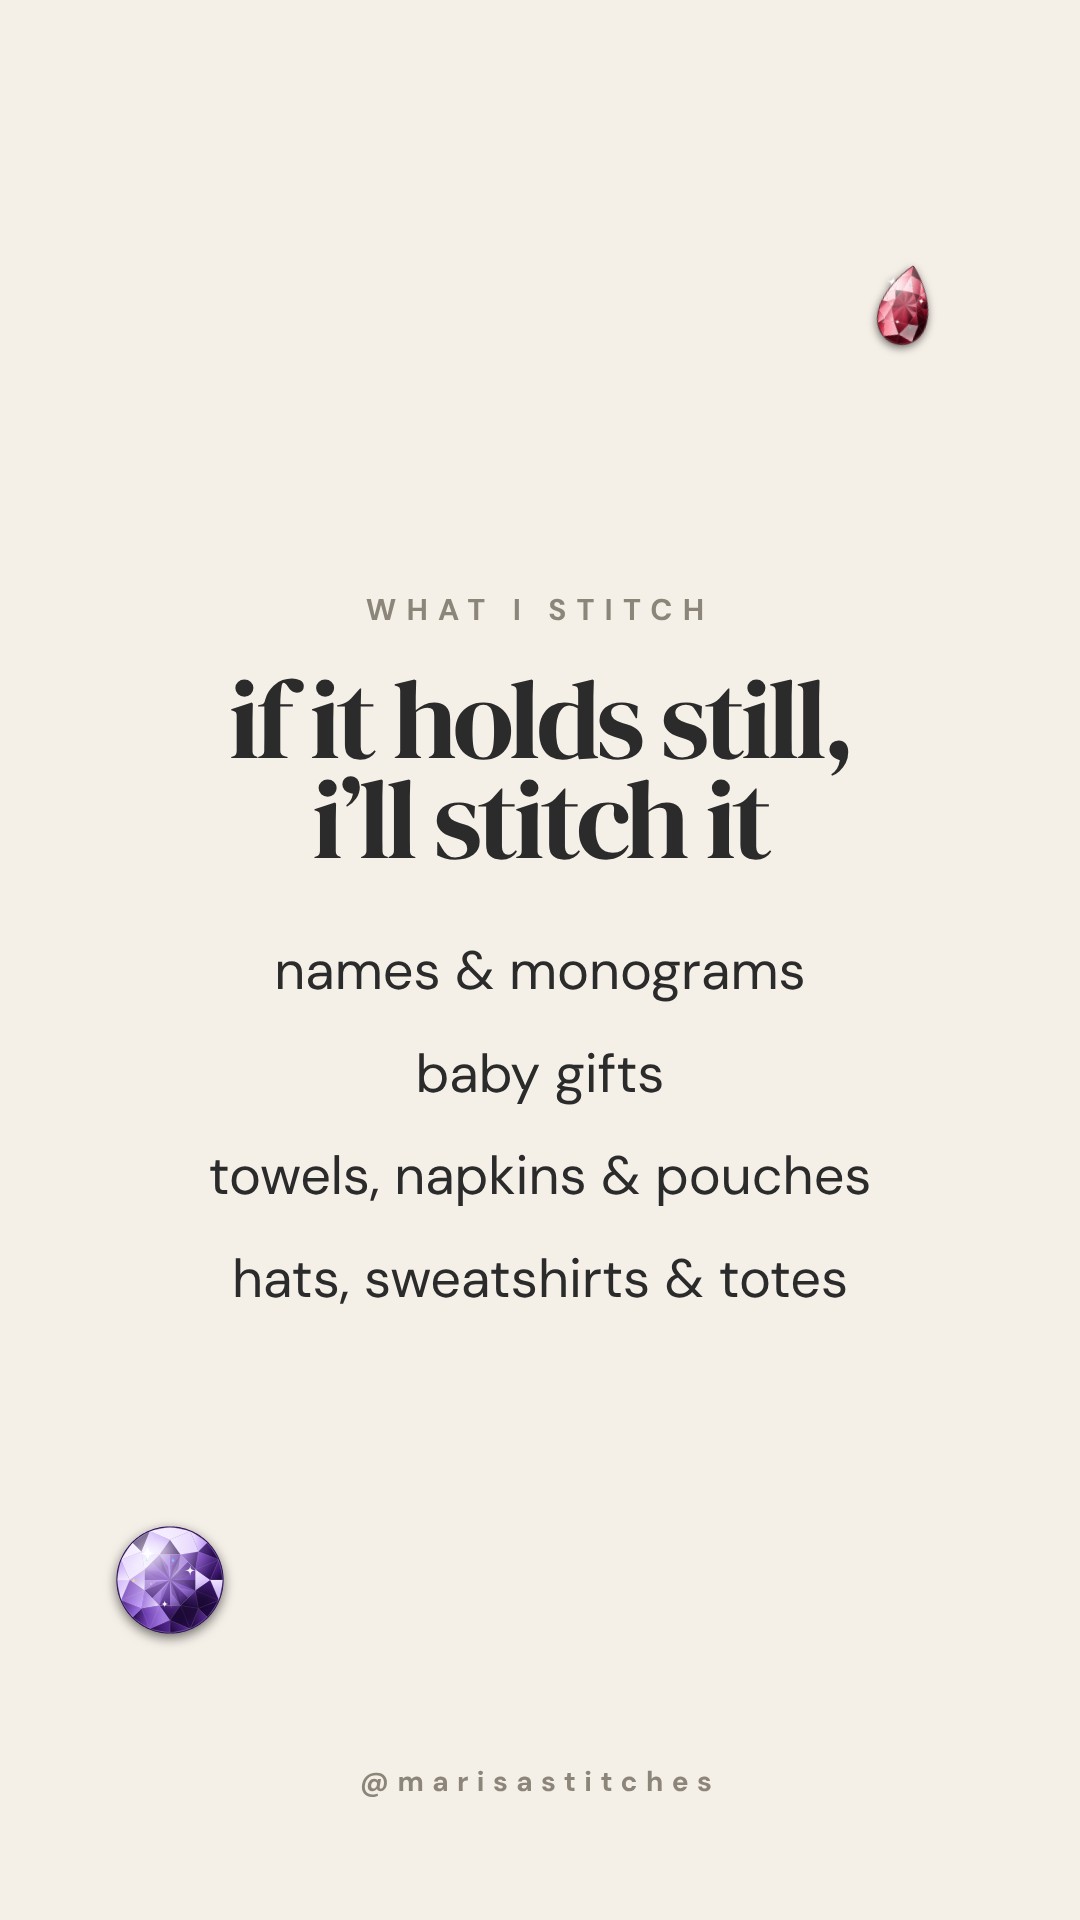 WHAT I STITCH
if it holds still,
i’ll stitch it
names & monograms
baby gifts
towels, napkins & pouches
hats, sweatshirts & totes
@marisastitches